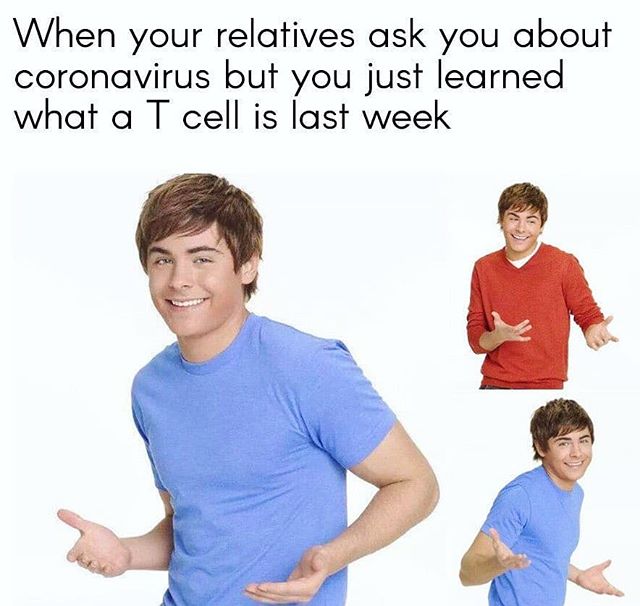 When your relatives ask you about
coronavirus but you just learned
what a T cell is last week